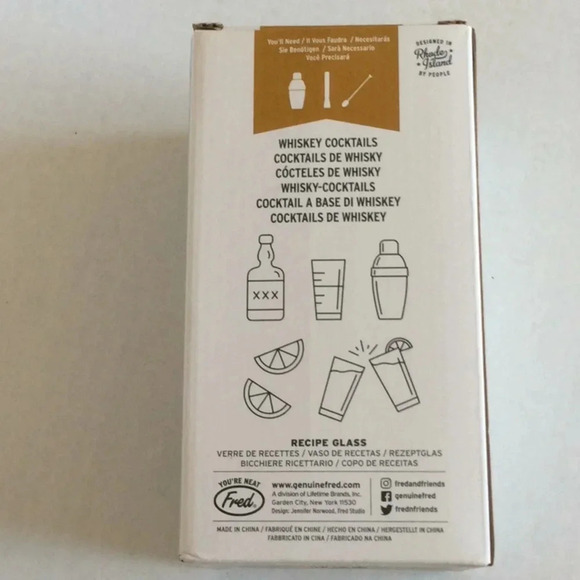 You'll Need / Il Vous Faudra / Necesitarás
Sie Benötigen / Sarà Necessario
Você Precisará
DESIGNED IN
Rhode
Island
BY PEOPLE
WHISKEY COCKTAILS
COCKTAILS DE WHISKY
CÓCTELES DE WHISKY
WHISKY-COCKTAILS
COCKTAIL A BASE DI WHISKEY
COCKTAILS DE WHISKEY
XXX
RECIPE GLASS
VERRE DE RECETTES / VASO DE RECETAS / REZEPTGLAS
BICCHIERE RICETTARIO / COPO DE RECEITAS
YOU'RE NEAT
Fred
www.genuinefred.com
A division of Lifetime Brands, Inc.
Garden City, New York 11530
Design: Jennifer Norwood, Fred Studio
fredandfriends
genuinefred
frednfriends
MADE IN CHINA / FABRIQUÉ EN CHINE / HECHO EN CHINA / HERGESTELLT IN CHINA
FABBRICATO IN CINA / FABRICADO NA CHINA